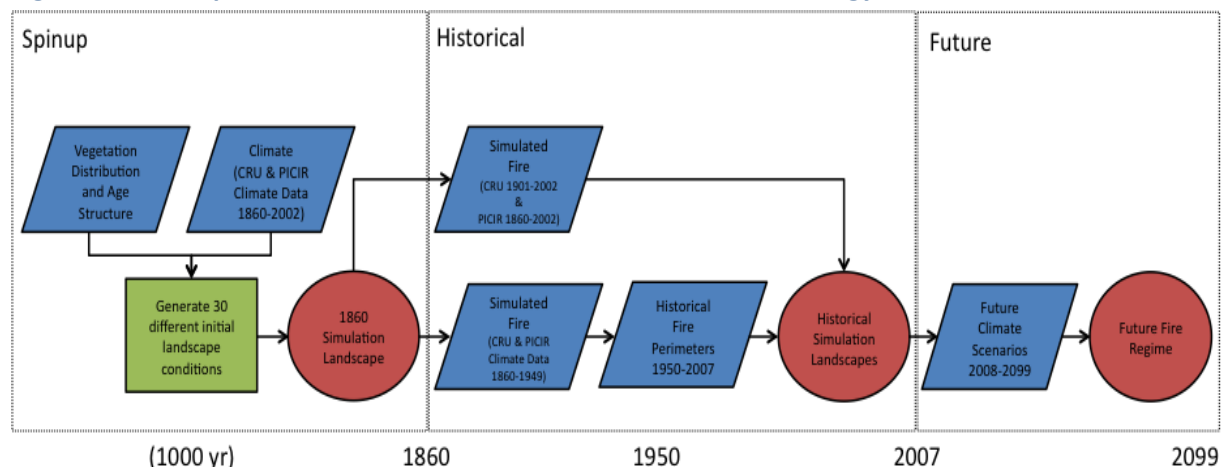 Spinup
Historical
Future
Vegetation
Distribution
and Age
Structure
Climate
(CRU & PICIR
Climate Data
1860-2002)
Simulated
Fire
(CRU 1901-2002
&
PICIR 1860-2002)
Generate 30
different initial
landscape
conditions
1860
Simulation
Landscape
Simulated
Fire
(CRU & PICIR
Climate Data
1860-1949)
Historical
Fire
Perimeters
1950-2007
Historical
Simulation
Landscapes
Future
Climate
Scenarios
2008-2099
Future Fire
Regime
(1000 yr)
1860
1950
2007
2099